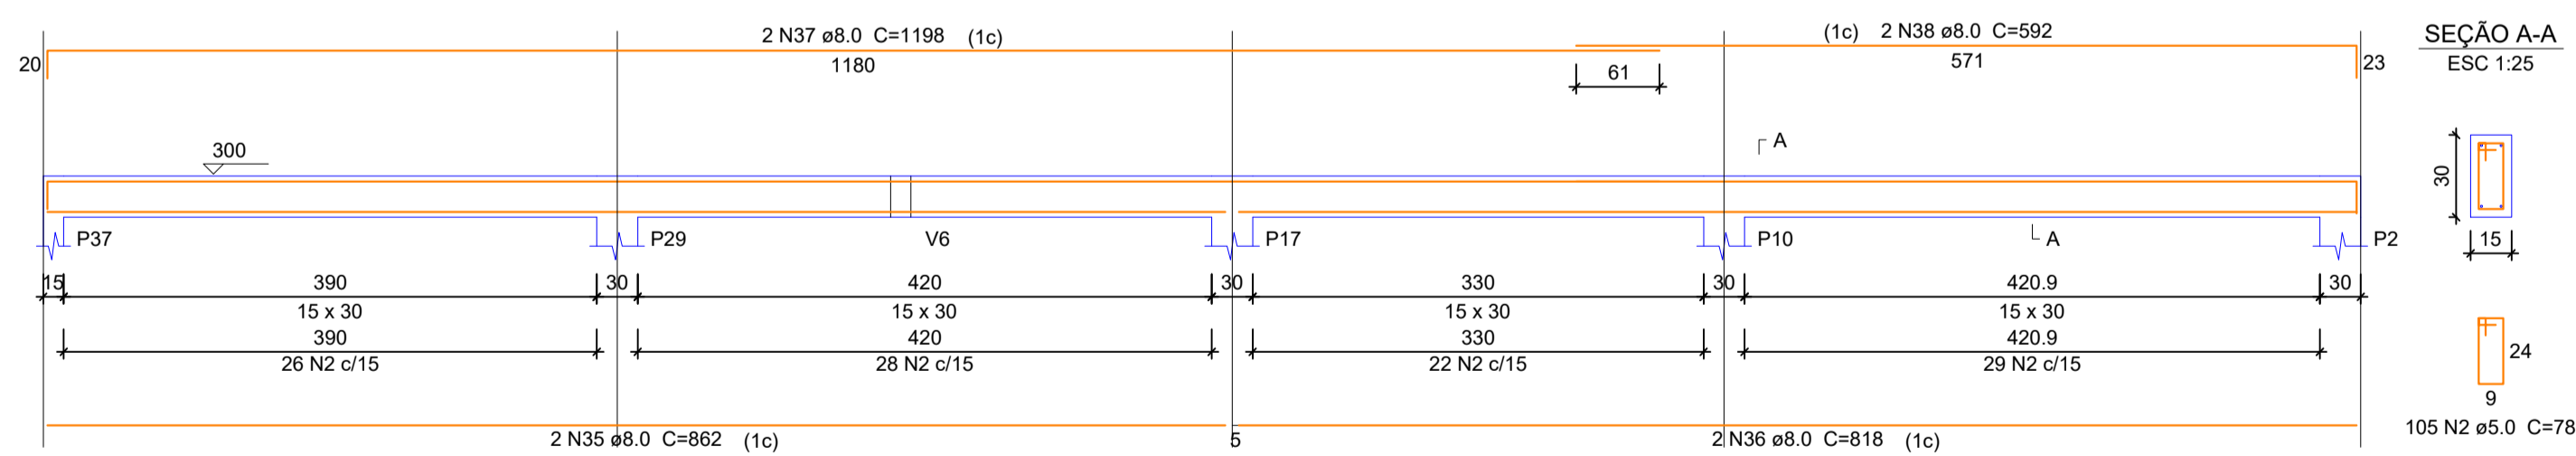 2 N37 ø8.0 C=1198 (1c)
1180
20
(1c) 2 N38 ø8.0 C=592
571
23
61
SEÇÃO A-A
ESC 1:25
300
A
A
P37
P29
V6
P17
P10
P2
15
390
30
420
30
330
30
420.9
30
15 x 30
15 x 30
15 x 30
15 x 30
390
420
330
420.9
26 N2 c/15
28 N2 c/15
22 N2 c/15
29 N2 c/15
2 N35 ø8.0 C=862 (1c)
5
2 N36 ø8.0 C=818 (1c)
30
15
24
9
105 N2 ø5.0 C=78